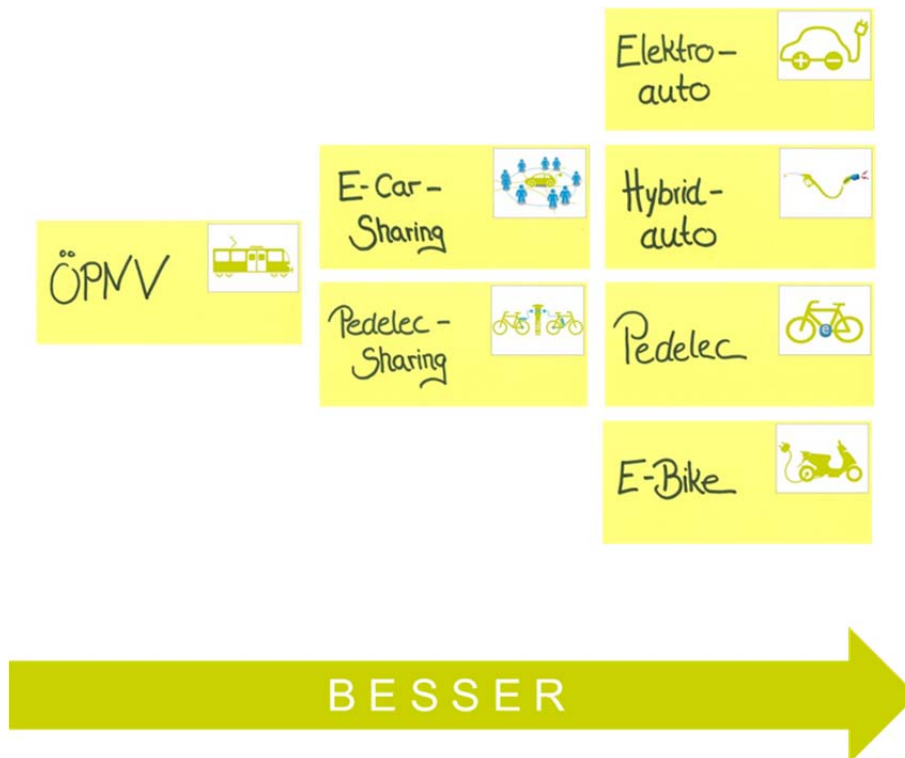 ÖPNV
E-Car-
Sharing
Pedelec-
Sharing
Elektro-
auto
Hybrid-
auto
Pedelec
e
E-Bike
BESSER